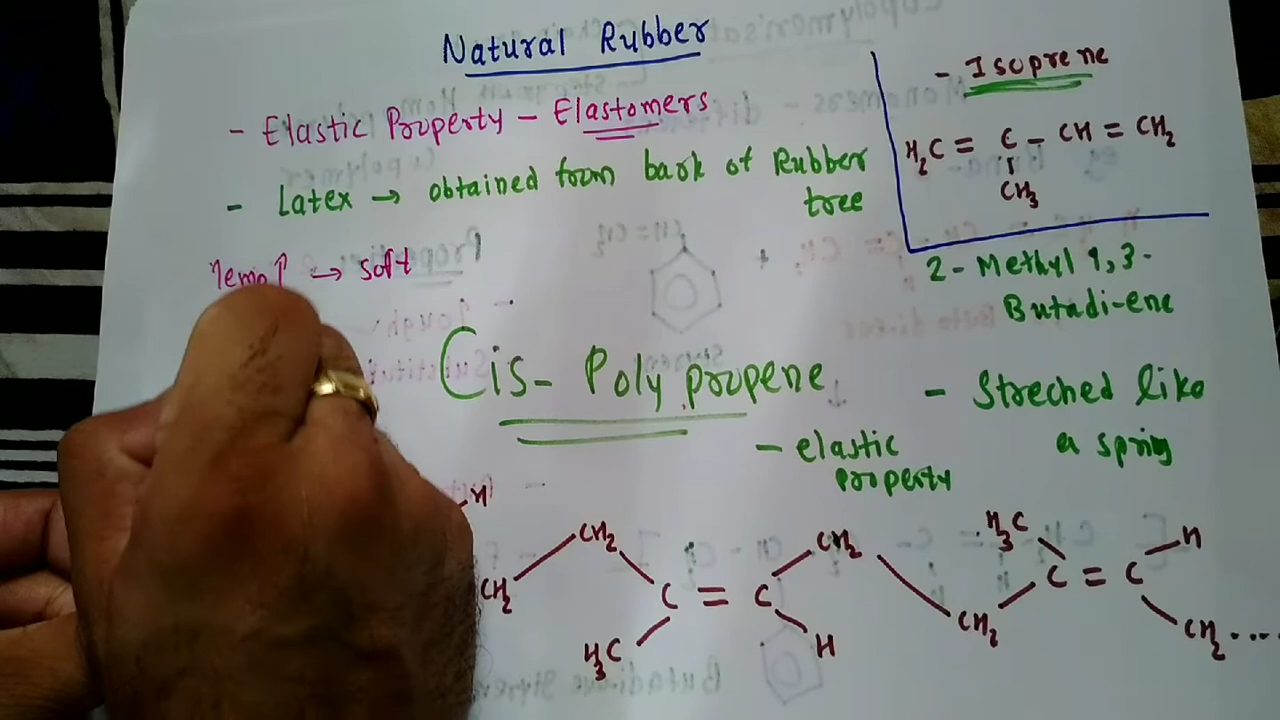 Natural Rubber
- Elastic Property - Elastomers
- Latex → obtained from bark of Rubber
tree
Temp↑ → soft
- Isoprene
H₂C = C - CH = CH₂
CH₃
2 - Methyl 1,3-
Butadi-ene
Cis- Poly propene
- Streched like
a spring
- elastic
property
H
CH₂ CH₂ H₃C H
CH₂ C = C C = C
H₃C H CH₂ CH₂....